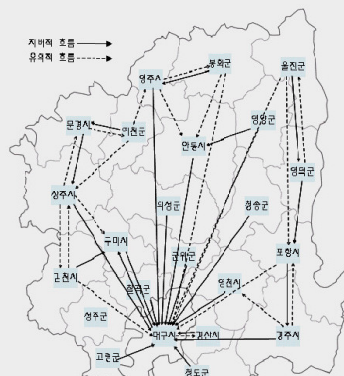 지배적 흐름
유의적 흐름
봉화군
울진군
영주시
문경시
예천군
안동시
영양군
영덕군
상주시
의성군
청송군
구미시
군위군
포항시
김천시
칠곡군
영천시
성주군
대구시
경산시
경주시
고령군
청도군